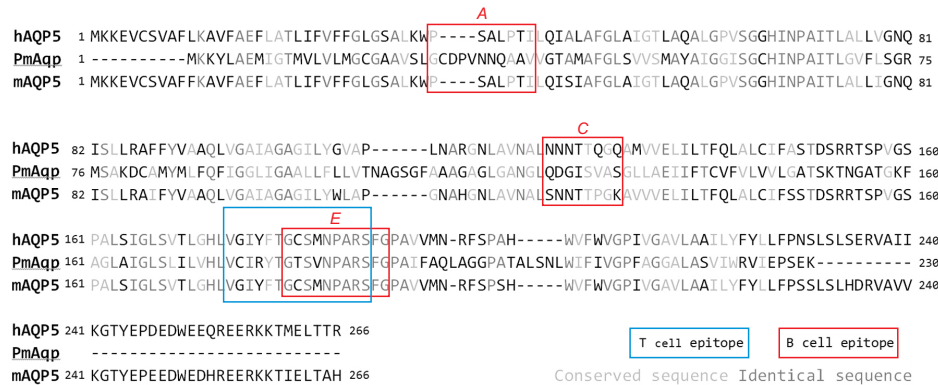 A
hAQP5 1 MKKEVCSVAFLKAVFAEFLATLIFVFFGLGSALKWP----SALPTILQIALAFGLAIGTLAQALGPVSGGHINPAITLALLVGNQ 81
PmAqp 1 ----------MKKYLAEMIGTMVLVLMGCGAAVSLGCDPVNNQAAVVGTAMAFGLSVVSMAYAIGGISGCHINPAITLGVFLSGR 75
mAQP5 1 MKKEVCSVAFFKAVFAEFLATLIFVFFGLGSALKWP----SALPTILQISIAFGLAIGTLAQALGPVSGGHINPAITLALLIGNQ 81
C
hAQP5 82 ISLLRAFFYVAAQLVGAIAGAGILYGVAP------LNARGNLAVNALNNNTTQGQAMVVELILTFQLALCIFASTDSRRTSPVGS 160
PmAqp 76 MSAKDCAMYMLFQFIGGLIGAALLFLLVTNAGSGFAAAGAGLGANGLQDGISVASGLLAEIIFTCVFVLVVLGATSKTNGATGKF 160
mAQP5 82 ISLLRAIFYVAAQLVGAIAGAGILYWLAP------GNAHGNLAVNALSNNTTPGKAVVVELILTFQLALCIFSSTDSRRTSPVGS 160
E
hAQP5 161 PALSIGLSVTLGHLVGIYFTGCSMNPARSFGPAVVMN-RFSPAH------WVFWVGPIVGAVLAAILYFYLLFPNSLSLSERVAII 240
PmAqp 161 AGLAIGLSLILVHLVCIRYTGTSVNPARSFGPAIFAQLAGGPATALSNLWIFIVGPFAGGALASVIWRVIEPSEK---------- 230
mAQP5 161 PALSIGLSVTLGHLVGIYFTGCSMNPARSFGPAVVMN-RFSPSH------WVFWVGPIVGAVLAAILYFYLLFPSSLSLHDRVAVV 240
hAQP5 241 KGTYEPDEDWEEQREERKKTMELTTR 266
PmAqp --------------------------
mAQP5 241 KGTYEPEEDWEDHREERKKTIELTAH 266
T cell epitope B cell epitope
Conserved sequence Identical sequence